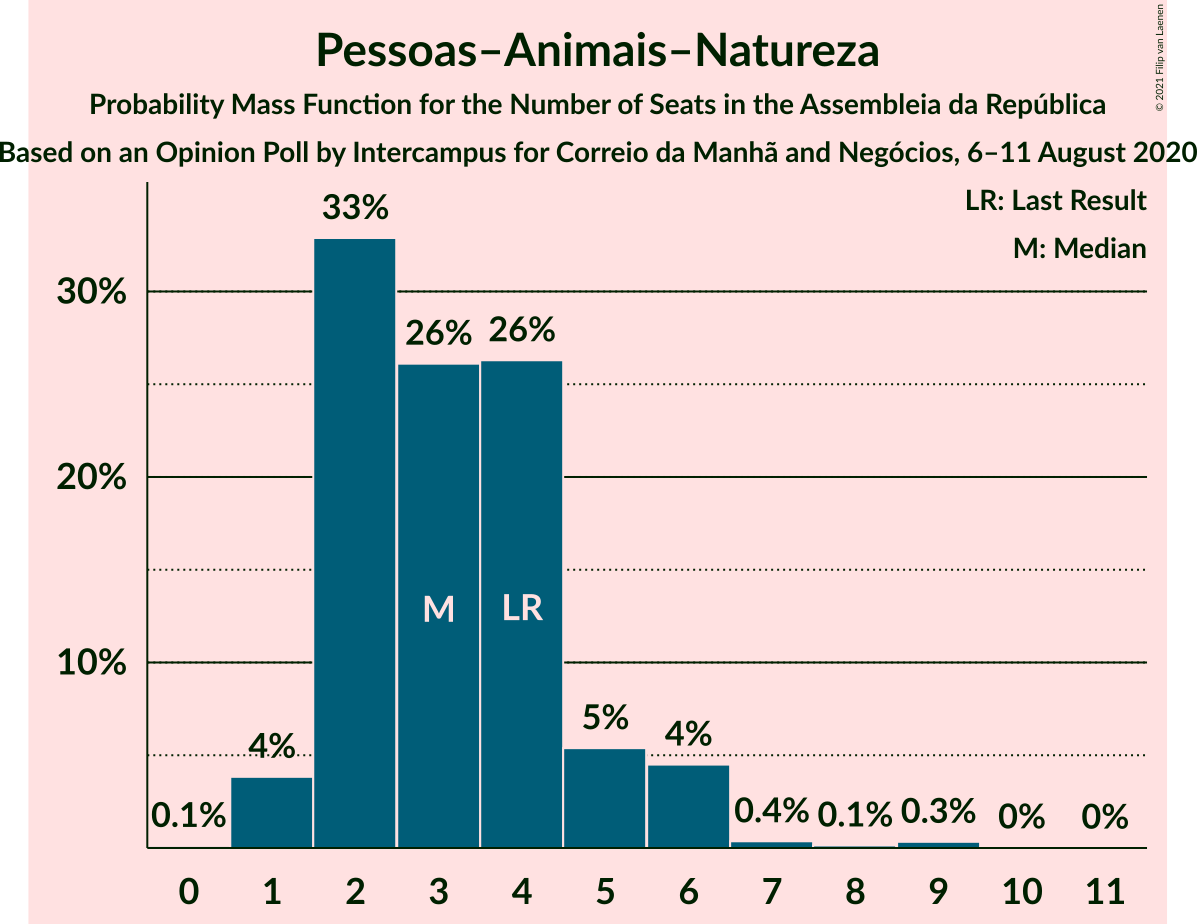 Pessoas–Animais–Natureza
Probability Mass Function for the Number of Seats in the Assembleia da República
Based on an Opinion Poll by Intercampus for Correio da Manhã and Negócios, 6–11 August 2020
© 2021 Filip van Laenen
LR: Last Result
M: Median
33%
30%
26% 26%
20%
M LR
10%
5%
4%
4%
0.1% 0.4% 0.1% 0.3% 0% 0%
0 1 2 3 4 5 6 7 8 9 10 11